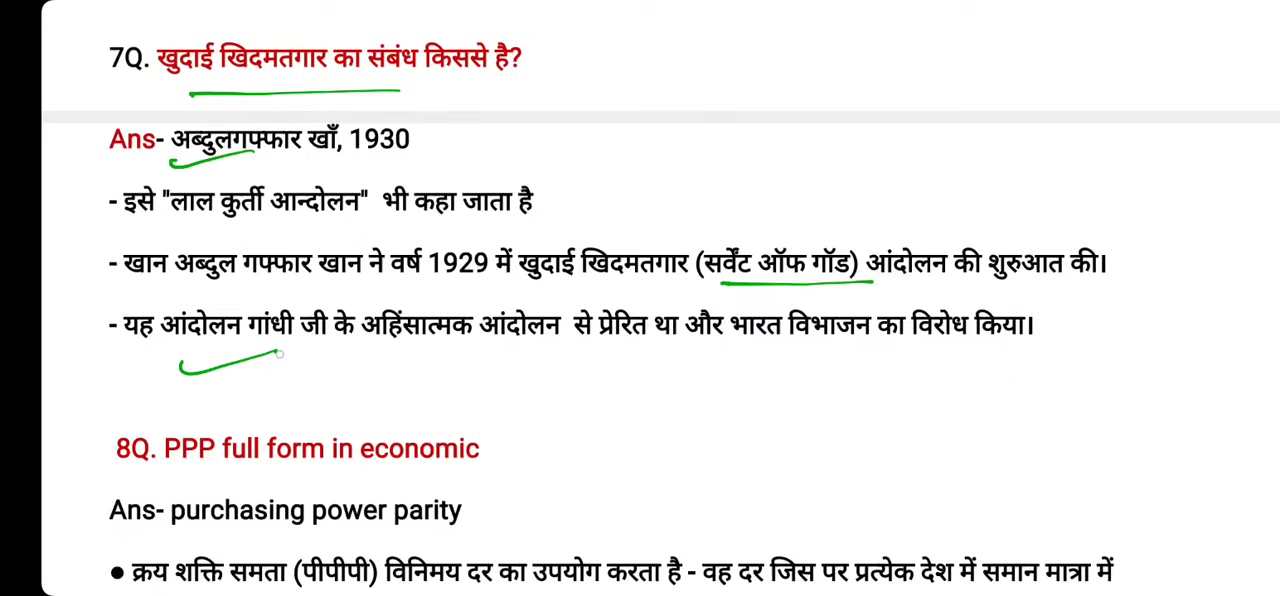 7Q. खुदाई खिदमतगार का संबंध किससे है?
Ans- अब्दुलगफ्फार खाँ, 1930
- इसे "लाल कुर्ती आन्दोलन" भी कहा जाता है
- खान अब्दुल गफ्फार खान ने वर्ष 1929 में खुदाई खिदमतगार (सर्वेंट ऑफ गॉड) आंदोलन की शुरुआत की।
- यह आंदोलन गांधी जी के अहिंसात्मक आंदोलन से प्रेरित था और भारत विभाजन का विरोध किया।
8Q. PPP full form in economic
Ans- purchasing power parity
● क्रय शक्ति समता (पीपीपी) विनिमय दर का उपयोग करता है - वह दर जिस पर प्रत्येक देश में समान मात्रा में